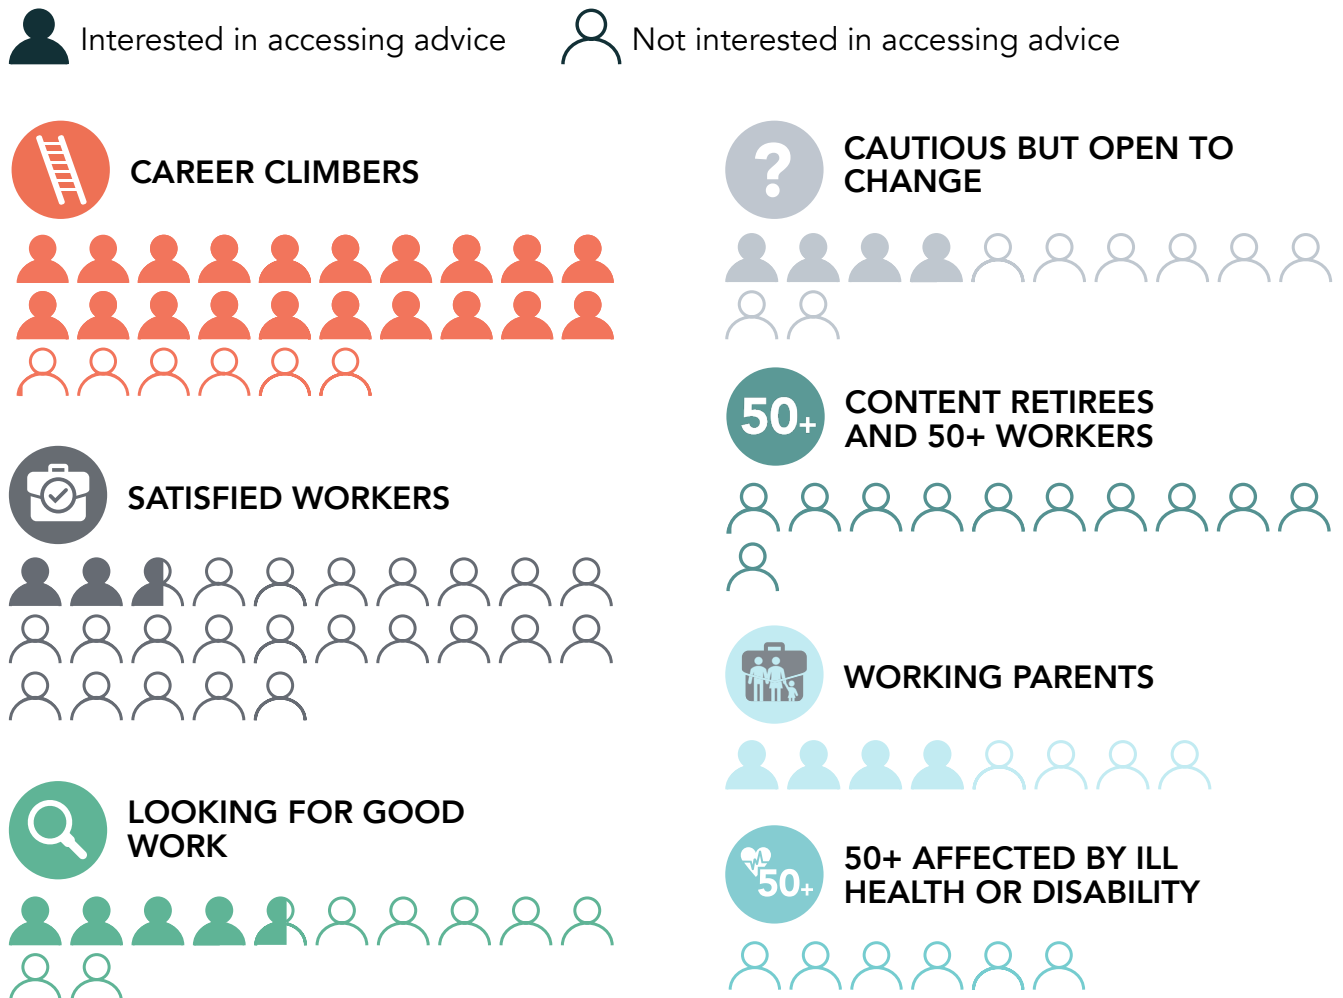 Interested in accessing advice
Not interested in accessing advice
CAREER CLIMBERS
SATISFIED WORKERS
LOOKING FOR GOOD
WORK
?
CAUTIOUS BUT OPEN TO
CHANGE
50+
CONTENT RETIREES
AND 50+ WORKERS
WORKING PARENTS
50+
50+ AFFECTED BY ILL
HEALTH OR DISABILITY